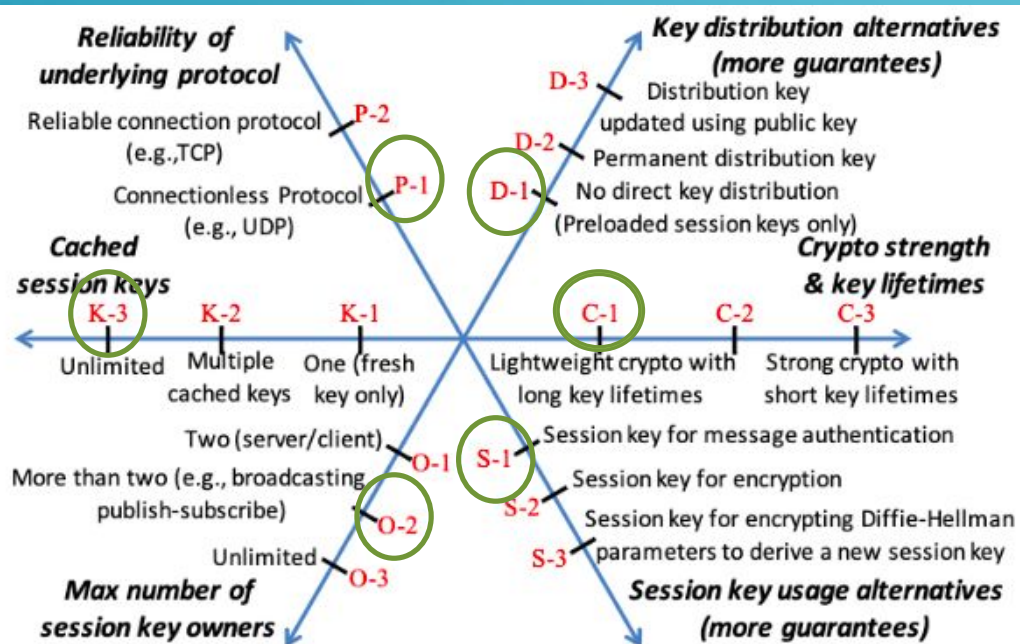 Reliability of
underlying protocol
P-2
Reliable connection protocol
(e.g.,TCP)
P-1
Connectionless Protocol
(e.g., UDP)
Key distribution alternatives
(more guarantees)
D-3
Distribution key
updated using public key
D-2
Permanent distribution key
D-1
No direct key distribution
(Preloaded session keys only)
Cached
session keys
K-3
K-2
K-1
Unlimited
Multiple
cached keys
One (fresh
key only)
Crypto strength
& key lifetimes
C-1
C-2
C-3
Lightweight crypto with
long key lifetimes
Strong crypto with
short key lifetimes
Two (server/client)
O-1
More than two (e.g., broadcasting
publish-subscribe)
O-2
Unlimited
O-3
Max number of
session key owners
Session key for message authentication
S-1
Session key for encryption
S-2
Session key for encrypting Diffie-Hellman
parameters to derive a new session key
S-3
Session key usage alternatives
(more guarantees)